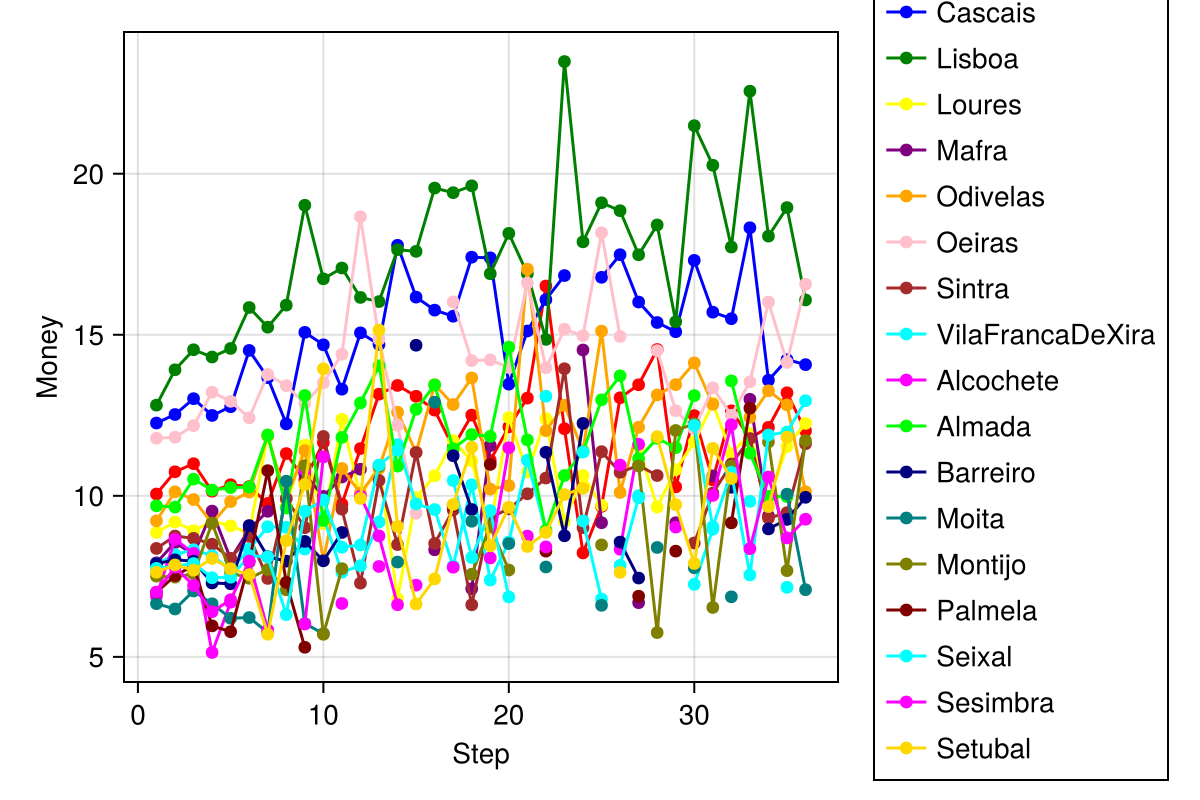 Cascais
Lisboa
Loures
Mafra
Odivelas
Oeiras
Sintra
VilaFrancaDeXira
Alcochete
Almada
Barreiro
Moita
Montijo
Palmela
Seixal
Sesimbra
Setubal
Money
20
15
10
5
0
10
20
30
Step